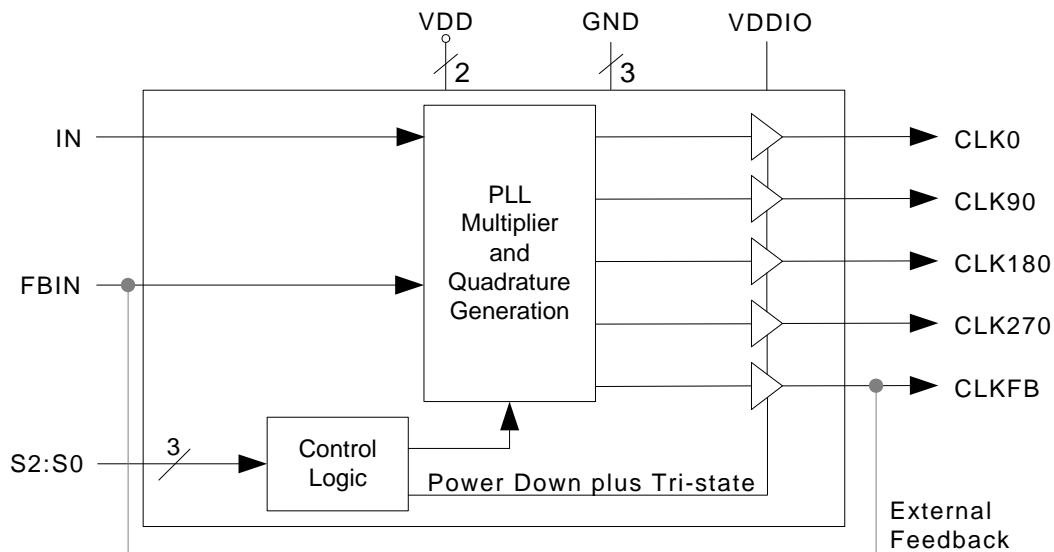 VDD
GND
VDDIO
2
3
IN
CLK0
PLL
Multiplier
and
Quadrature
Generation
CLK90
CLK180
FBIN
CLK270
CLKFB
S2:S0
3
Control
Logic
Power Down plus Tri-state
External
Feedback